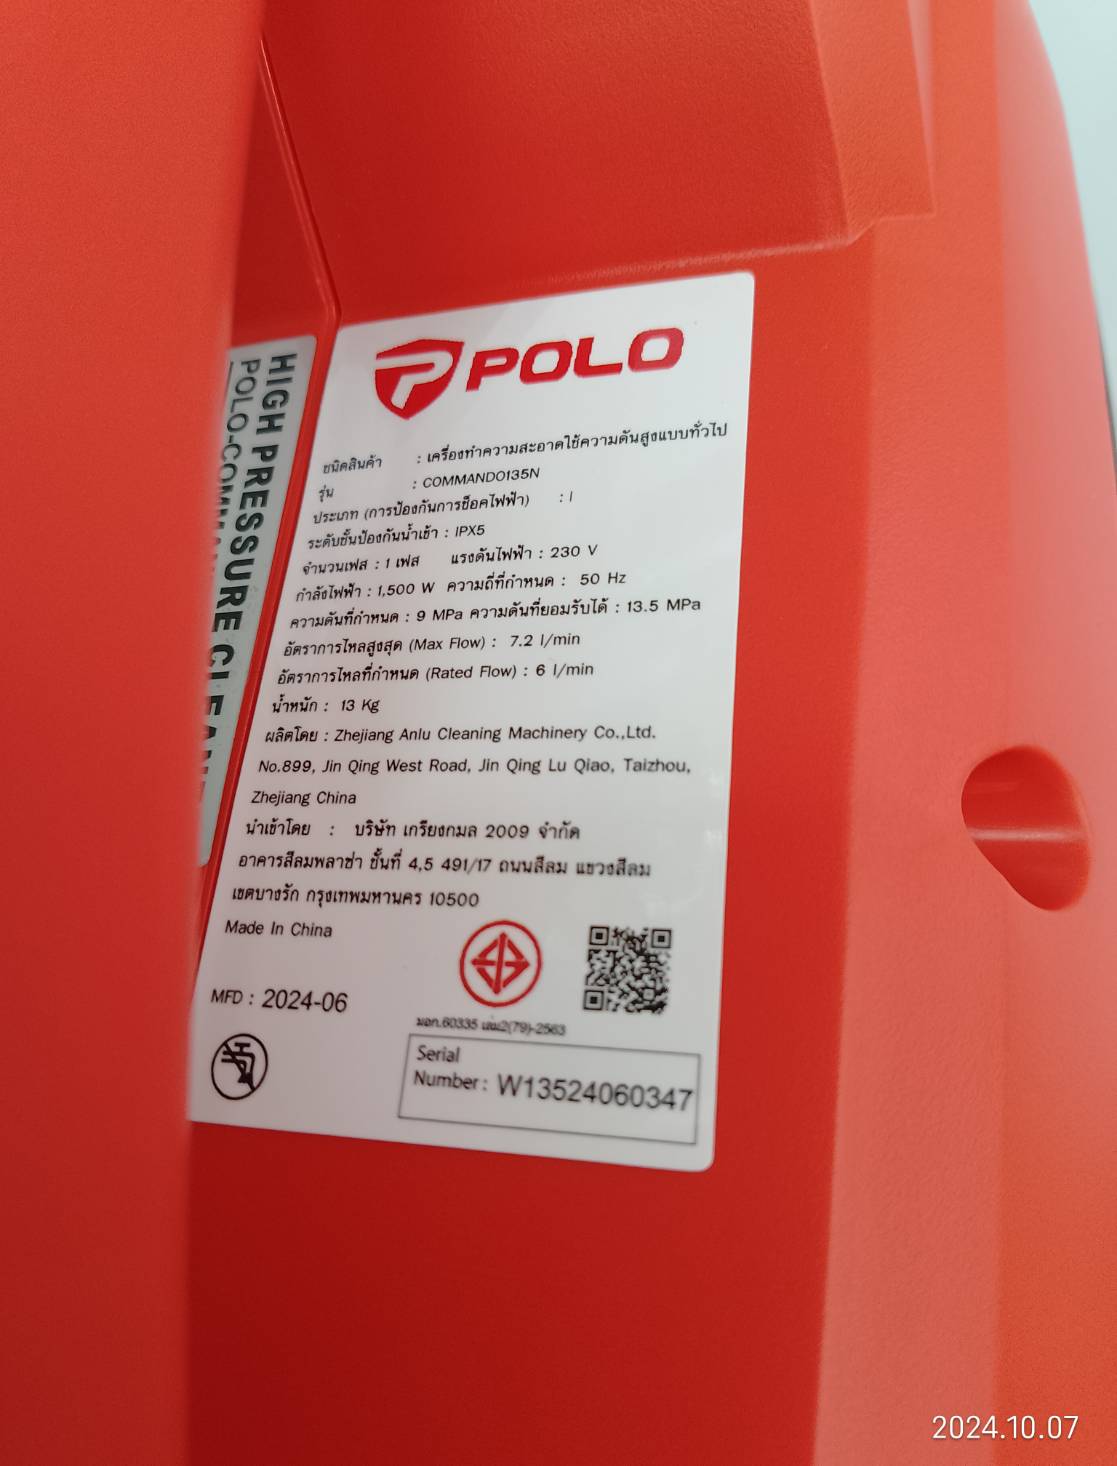 HIGH PRESSURE
POLO
POLO
ชนิดสินค้า : เครื่องทำความสะอาดใช้ความดันสูงแบบทั่วไป
รุ่น : COMMANDO135N
ประเภท (การป้องกันการช็อคไฟฟ้า) : I
ระดับชั้นป้องกันน้ำเข้า : IPX5
จำนวนเฟส : 1 เฟส แรงดันไฟฟ้า : 230 V
กำลังไฟฟ้า : 1,500 W ความถี่ที่กำหนด : 50 Hz
ความดันที่กำหนด : 9 MPa ความดันที่ยอมรับได้ : 13.5 MPa
อัตราการไหลสูงสุด (Max Flow) : 7.2 l/min
อัตราการไหลที่กำหนด (Rated Flow) : 6 l/min
น้ำหนัก : 13 Kg
ผลิตโดย : Zhejiang Anlu Cleaning Machinery Co.,Ltd.
No.899, Jin Qing West Road, Jin Qing Lu Qiao, Taizhou,
Zhejiang China
นำเข้าโดย : บริษัท เกรียงกมล 2009 จำกัด
อาคารสีลมพลาซ่า ชั้นที่ 4,5 491/17 ถนนสีลม แขวงสีลม
เขตบางรัก กรุงเทพมหานคร 10500
Made In China
MFD : 2024-06
มอก.60335 เล่ม2(79)-2563
Serial
Number : W13524060347
2024.10.07